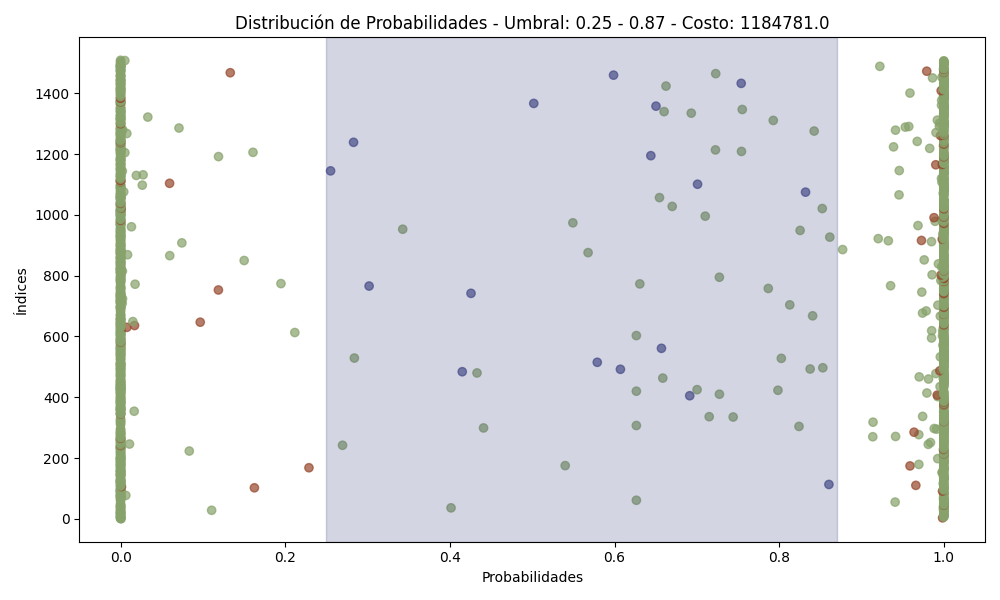 Distribución de Probabilidades - Umbral: 0.25 - 0.87 - Costo: 1184781.0
1400
1200
1000
800
600
400
200
0
Índices
0.0 0.2 0.4 0.6 0.8 1.0
Probabilidades